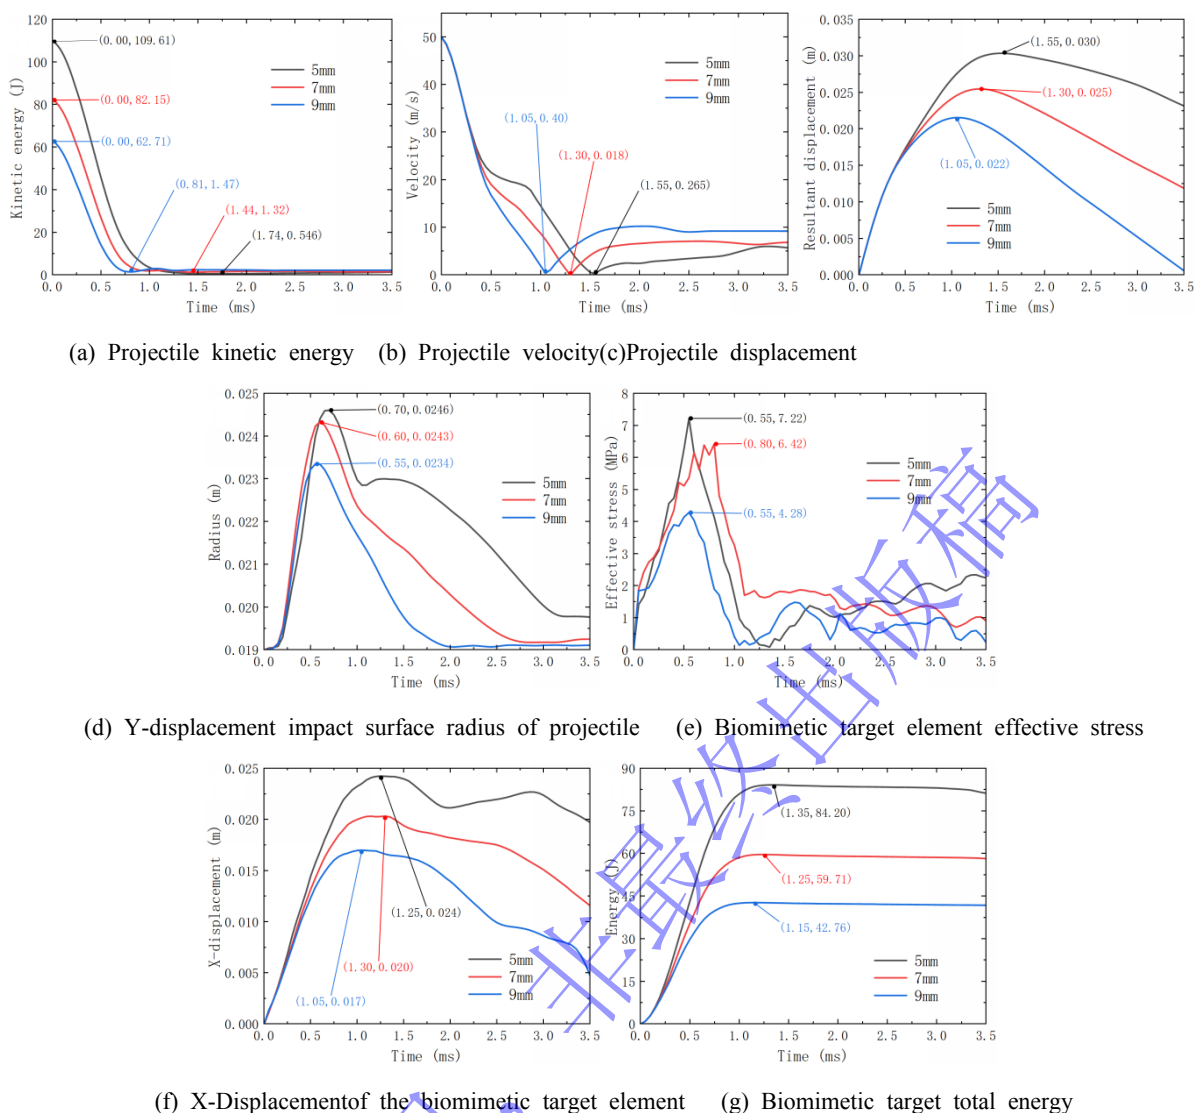 120
100
80
60
40
20
0
Kinetic energy (J)
(0.00,109.61)
(0.00,82.15)
(0.00,62.71)
(0.81,1.47)
(1.44,1.32)
(1.74,0.546)
5mm
7mm
9mm
0.0 0.5 1.0 1.5 2.0 2.5 3.0 3.5
Time (ms)
50
40
30
20
10
0
Velocity (m/s)
5mm
7mm
9mm
(1.05,0.40)
(1.30,0.018)
(1.55,0.265)
0.0 0.5 1.0 1.5 2.0 2.5 3.0 3.5
Time (ms)
0.035
0.030
0.025
0.020
0.015
0.010
0.005
0.000
Resultant displacement (m)
(1.55,0.030)
(1.30,0.025)
(1.05,0.022)
5mm
7mm
9mm
0.0 0.5 1.0 1.5 2.0 2.5 3.0 3.5
Time (ms)
(a) Projectile kinetic energy (b) Projectile velocity(c)Projectile displacement
0.025
0.024
0.023
0.022
0.021
0.020
0.019
Radius (m)
(0.70,0.0246)
(0.60,0.0243)
(0.55,0.0234)
5mm
7mm
9mm
0.0 0.5 1.0 1.5 2.0 2.5 3.0 3.5
Time (ms)
8
7
6
5
4
3
2
1
0
Effective stress (MPa)
(0.55,7.22)
(0.80,6.42)
(0.55,4.28)
5mm
7mm
9mm
0.0 0.5 1.0 1.5 2.0 2.5 3.0 3.5
Time (ms)
(d) Y-displacement impact surface radius of projectile (e) Biomimetic target element effective stress
0.025
0.020
0.015
0.010
0.005
0.000
X-displacement (m)
(1.25,0.024)
(1.30,0.020)
(1.05,0.017)
5mm
7mm
9mm
0.0 0.5 1.0 1.5 2.0 2.5 3.0 3.5
Time (ms)
90
75
60
45
30
15
0
Energy (J)
(1.35,84.20)
(1.25,59.71)
(1.15,42.76)
5mm
7mm
9mm
0.0 0.5 1.0 1.5 2.0 2.5 3.0 3.5
Time (ms)
(f) X-Displacementof the biomimetic target element (g) Biomimetic target total energy
非最终出版稿